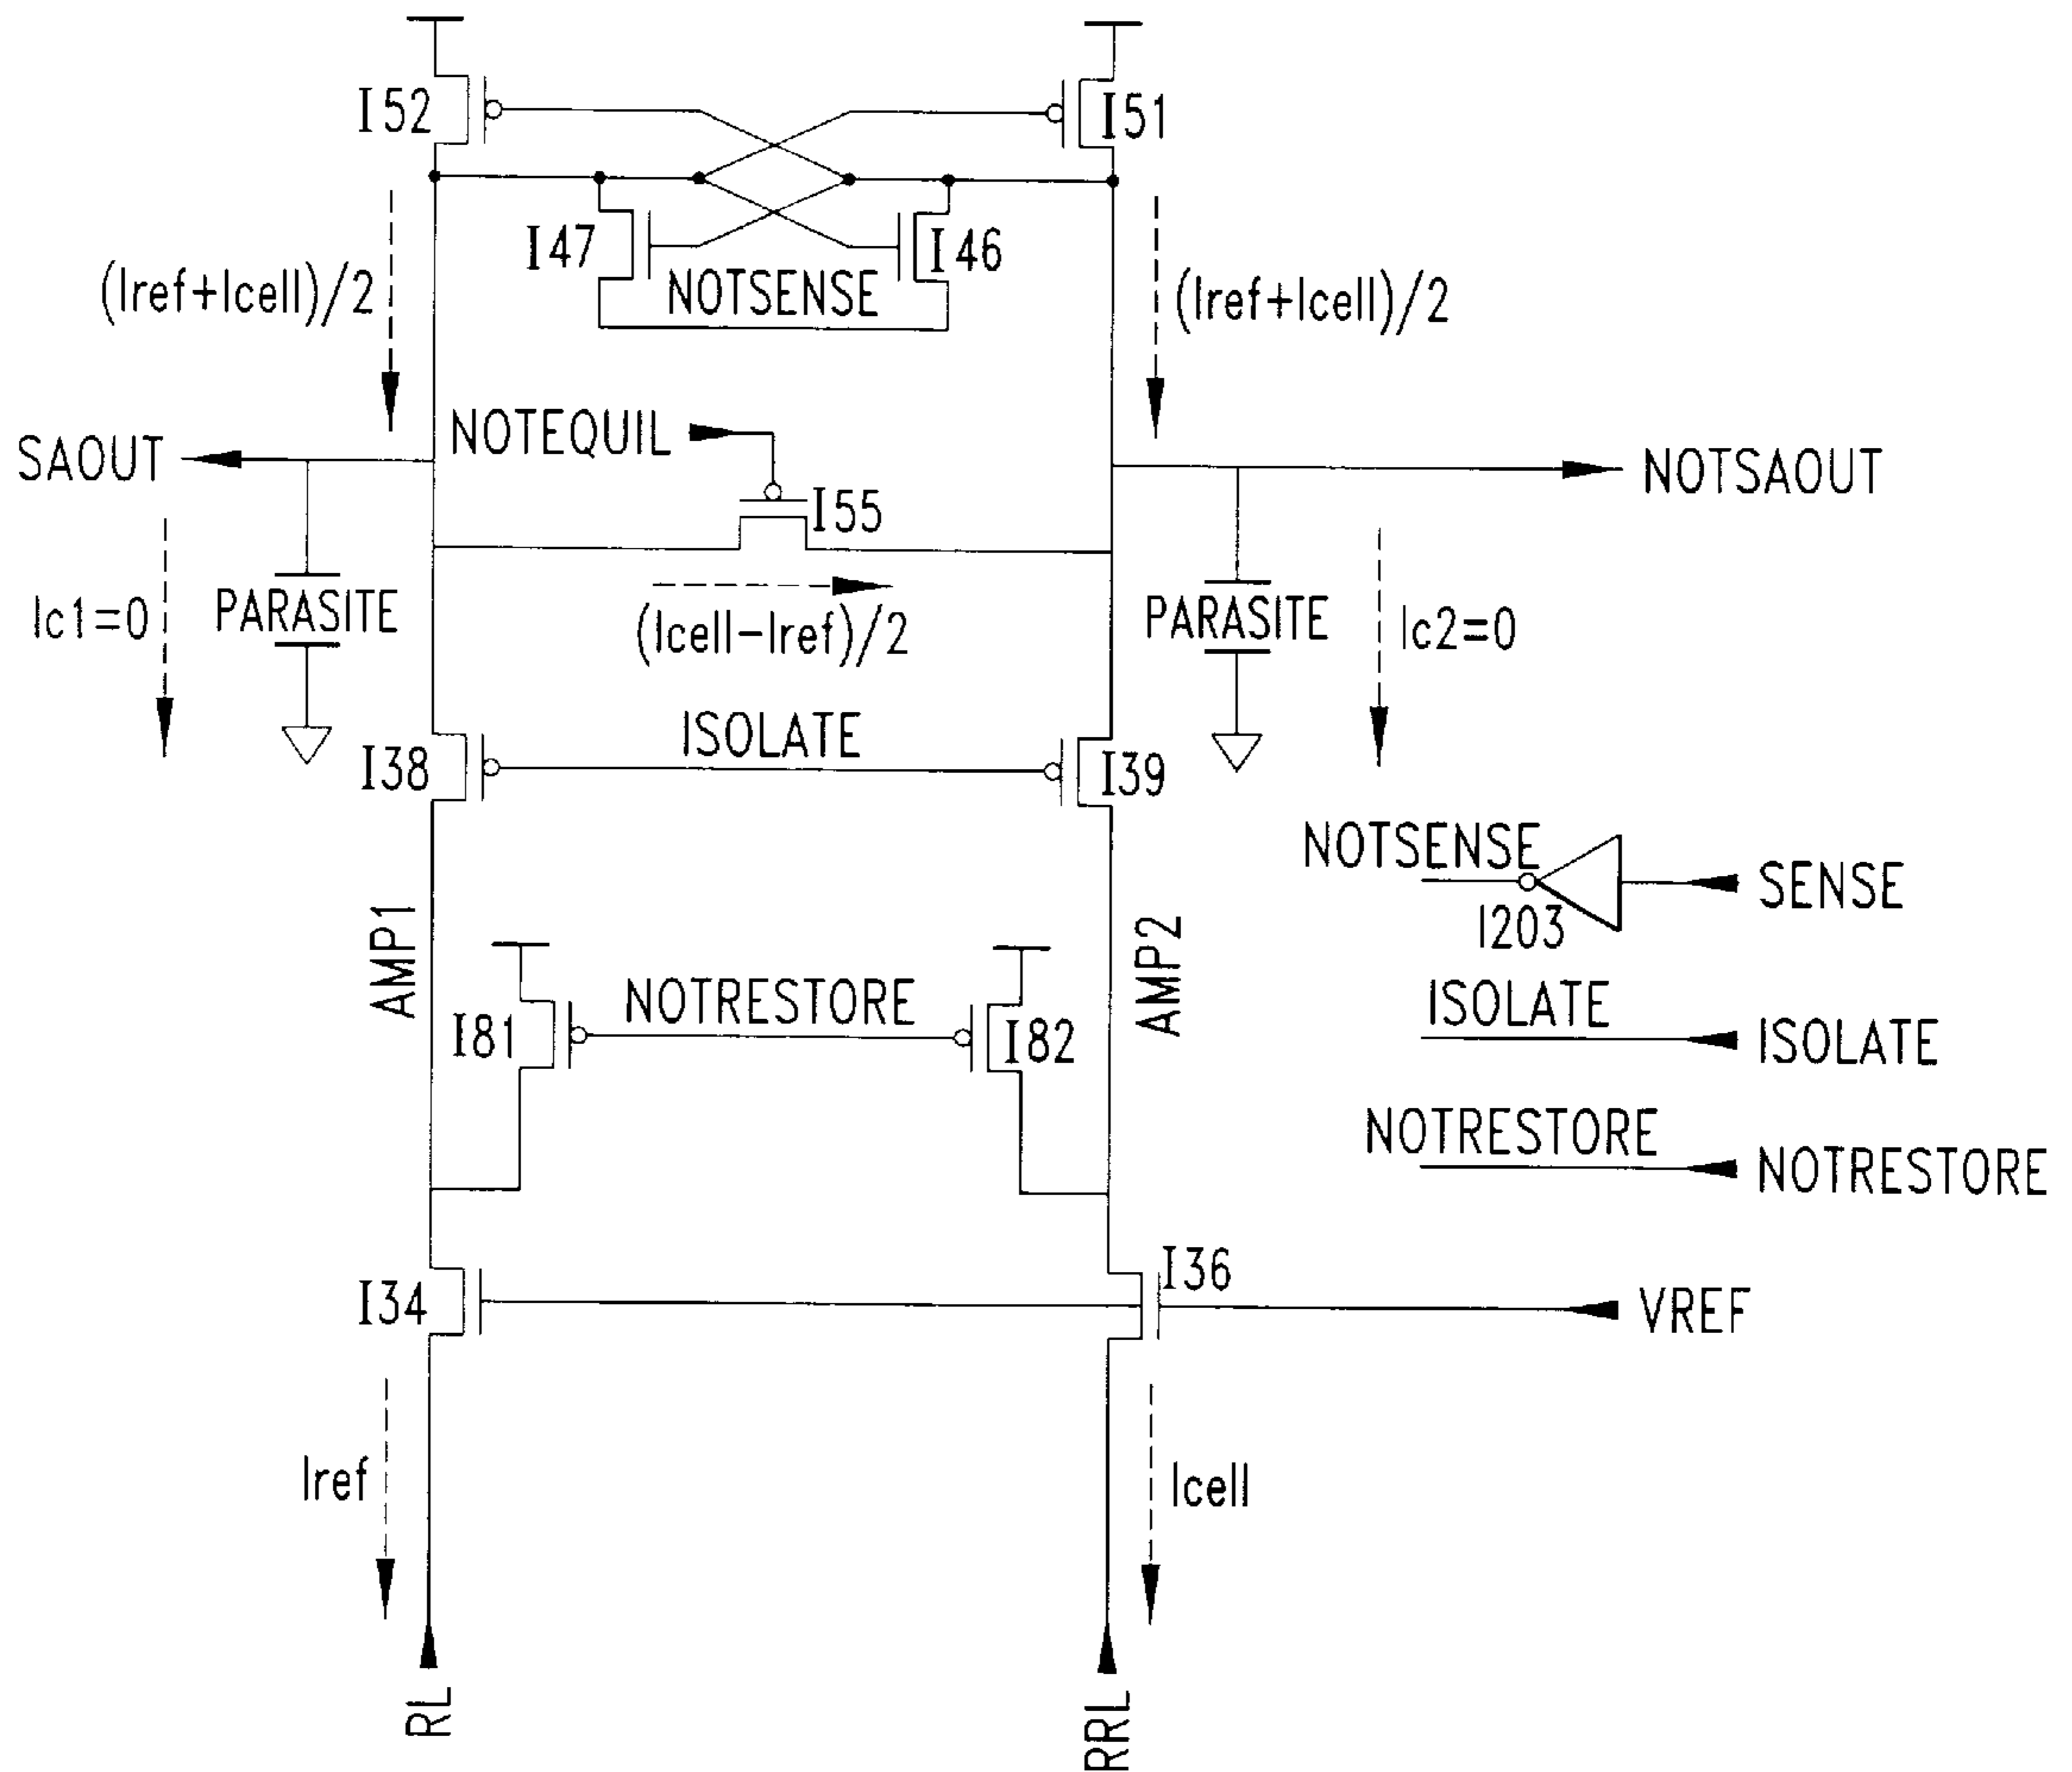 I52
I51
I47
I46
NOTSENSE
(Iref+Icell)/2
(Iref+Icell)/2
NOTEQUIL
SAOUT
NOTSAOUT
I55
Ic1=0
PARASITE
(Icell-Iref)/2
PARASITE
Ic2=0
ISOLATE
I38
I39
NOTSENSE
SENSE
I203
AMP1
AMP2
NOTRESTORE
I81
I82
ISOLATE
ISOLATE
NOTRESTORE
NOTRESTORE
I34
I36
VREF
Iref
Icell
RL
RRL